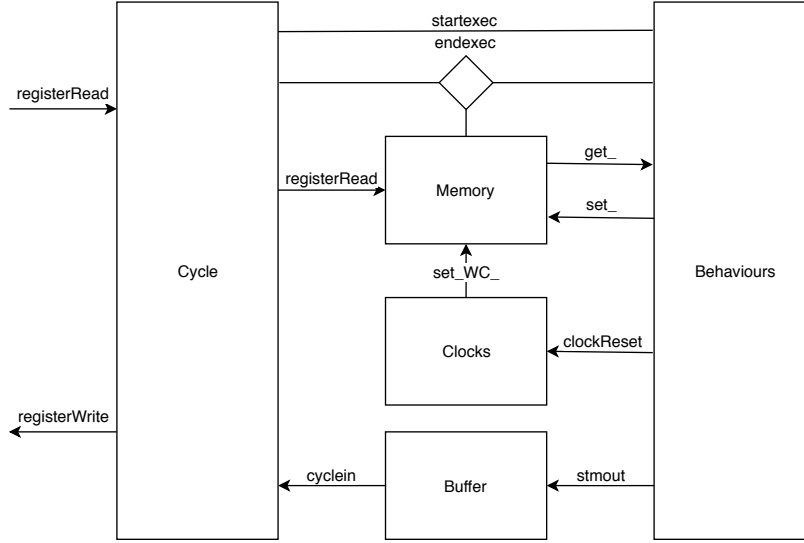 startexec
endexec
registerRead
get_
registerRead
Memory
set_
Cycle
set_WC_
Behaviours
clockReset
Clocks
registerWrite
cyclein
Buffer
stmout